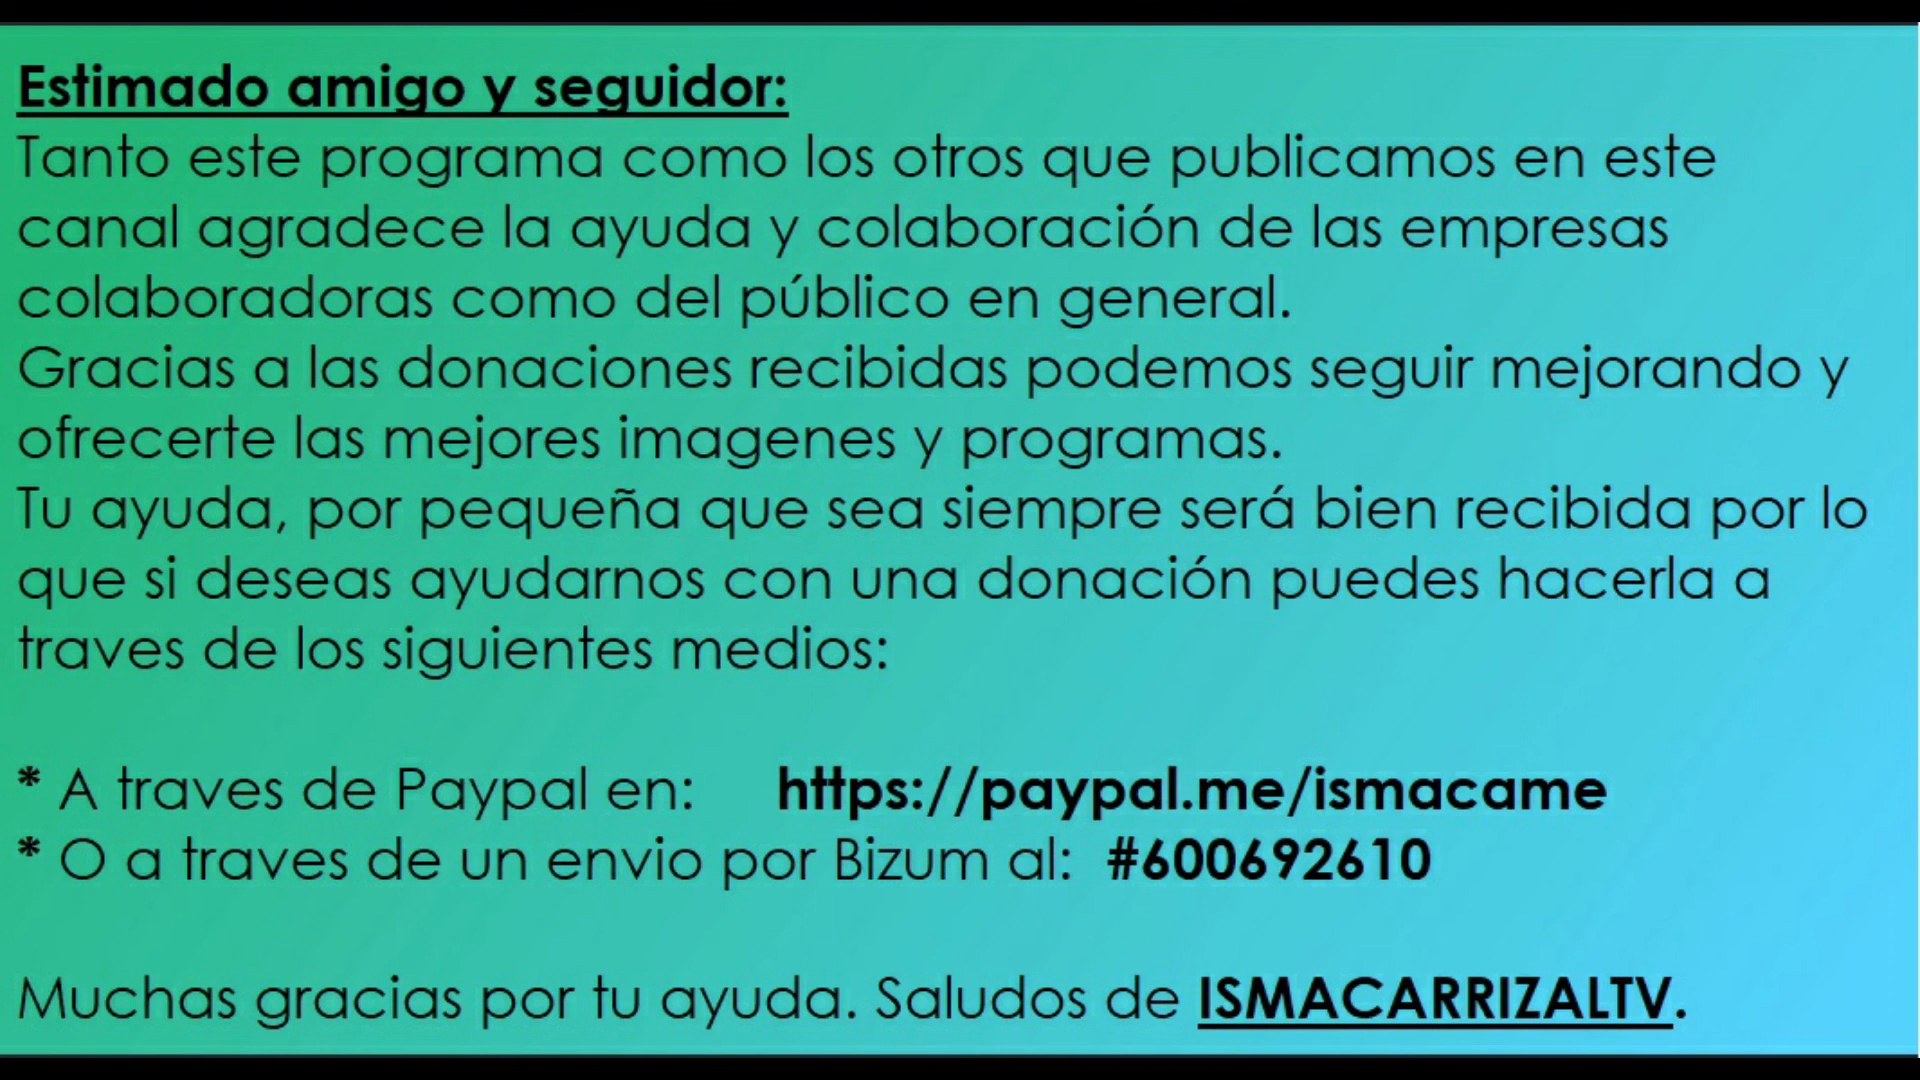 Estimado amigo y seguidor:
Tanto este programa como los otros que publicamos en este
canal agradece la ayuda y colaboración de las empresas
colaboradoras como del público en general.
Gracias a las donaciones recibidas podemos seguir mejorando y
ofrecerte las mejores imagenes y programas.
Tu ayuda, por pequeña que sea siempre será bien recibida por lo
que si deseas ayudarnos con una donación puedes hacerla a
traves de los siguientes medios:
* A traves de Paypal en: https://paypal.me/ismacame
* O a traves de un envio por Bizum al: #600692610
Muchas gracias por tu ayuda. Saludos de ISMACARRIZALTV.